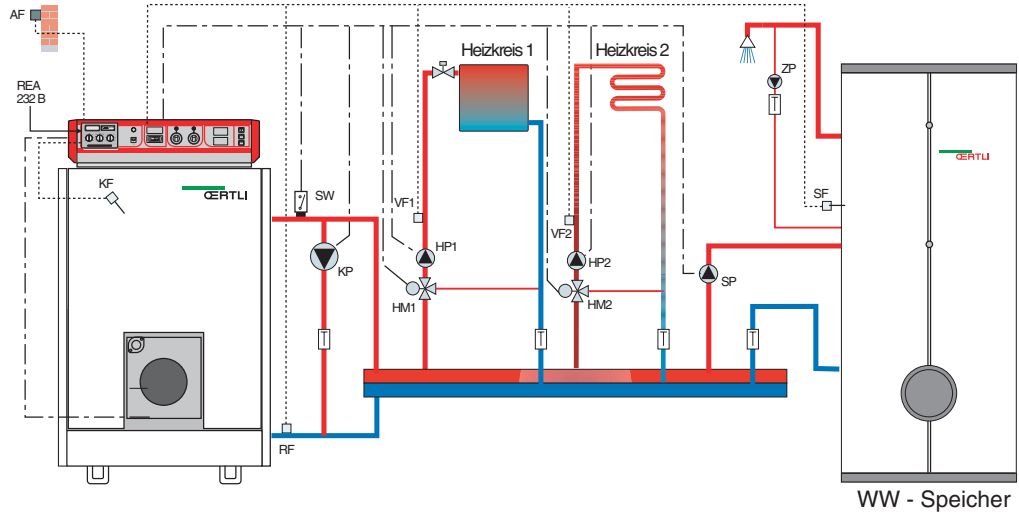 AF
REA
232 B
KF
ŒRTLI
SW
KP
RF
Heizkreis 1
VF1
HP1
HM1
Heizkreis 2
VF2
HP2
HM2
SP
ZP
SF
ŒRTLI
WW - Speicher
T
T
T
T
T